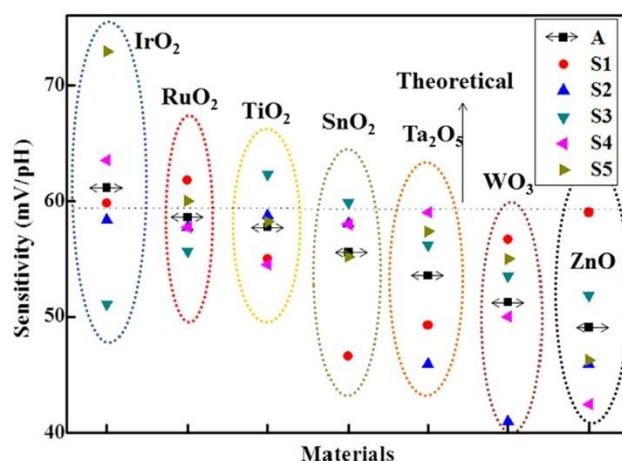 IrO2
RuO2
TiO2
SnO2
Theoretical
Ta2O5
WO3
ZnO
A
S1
S2
S3
S4
S5
70
60
50
40
Sensitivity (mV/pH)
Materials